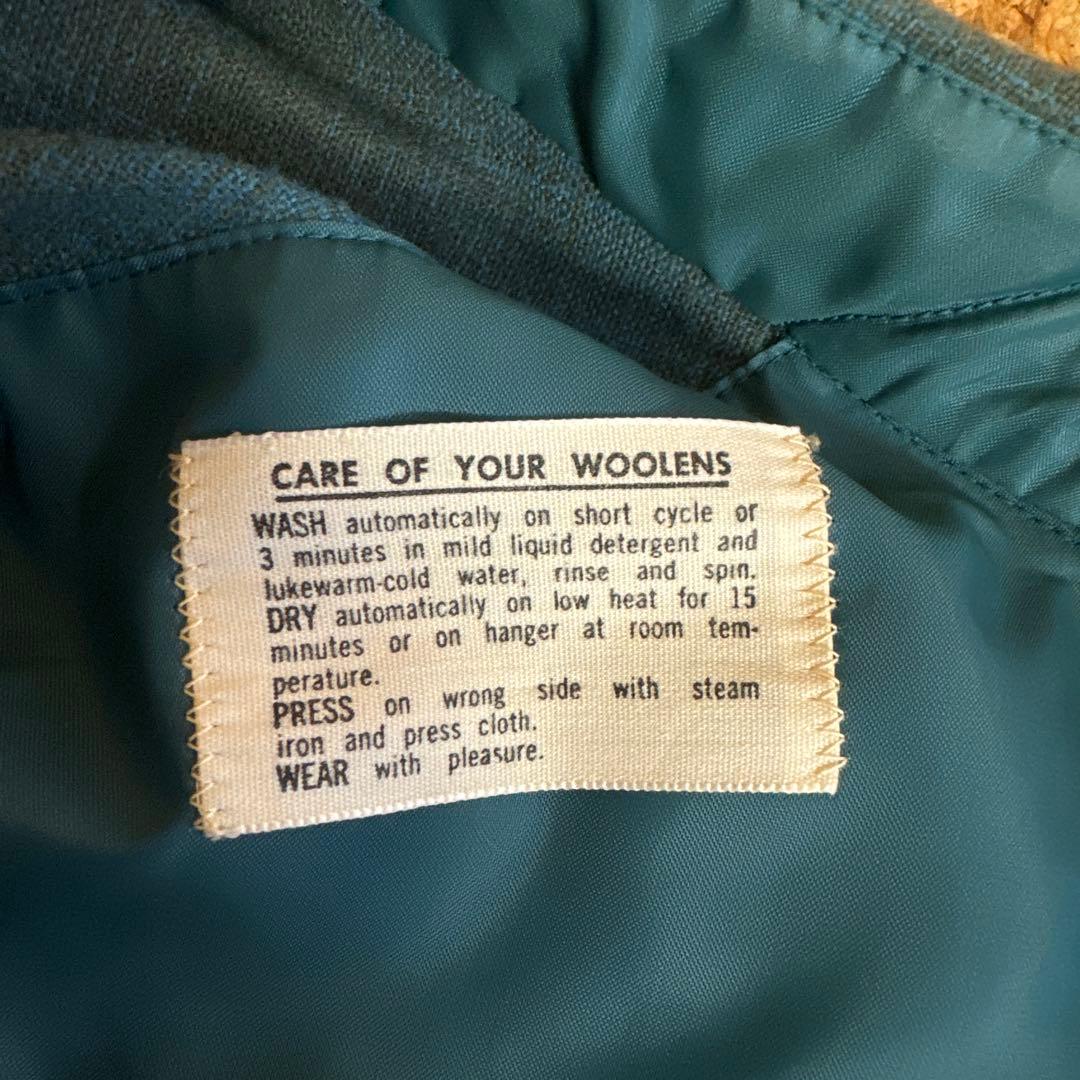 CARE OF YOUR WOOLENS
WASH automatically on short cycle or
3 minutes in mild liquid detergent and
lukewarm-cold water, rinse and spin.
DRY automatically on low heat for 15
minutes or on hanger at room tem-
perature.
PRESS on wrong side with steam
iron and press cloth.
WEAR with pleasure.